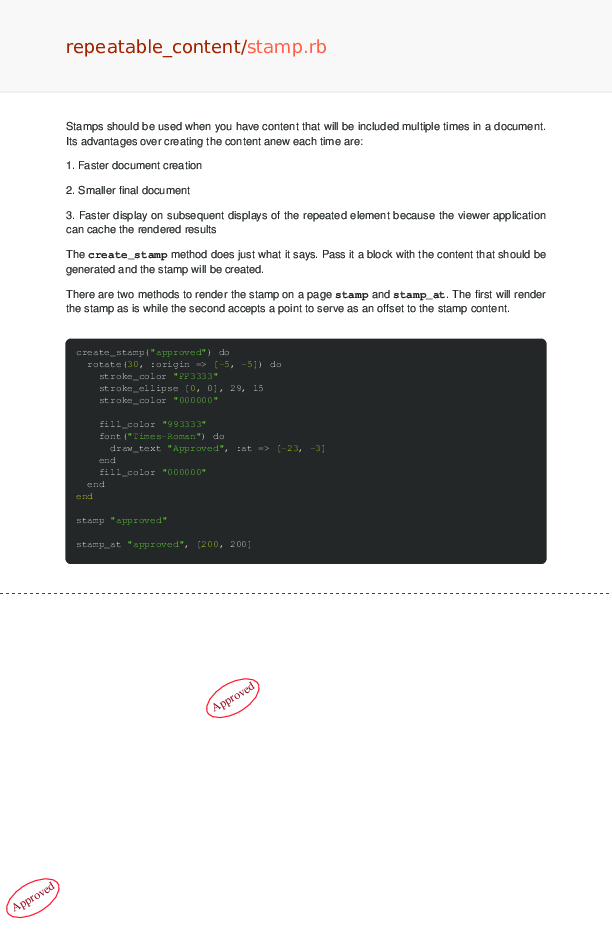 repeatable_content/stamp.rb
Stamps should be used when you have content that will be included multiple times in a document.
Its advantages over creating the content anew each time are:
1. Faster document creation
2. Smaller final document
3. Faster display on subsequent displays of the repeated element because the viewer application
can cache the rendered results
The create_stamp method does just what it says. Pass it a block with the content that should be
generated and the stamp will be created.
There are two methods to render the stamp on a page stamp and stamp_at. The first will render
the stamp as is while the second accepts a point to serve as an offset to the stamp content.
create_stamp("approved") do
  rotate(30, :origin => [-5, -5]) do
    stroke_color "FF3333"
    stroke_ellipse [0, 0], 29, 15
    stroke_color "000000"
    fill_color "993333"
    font("Times-Roman") do
      draw_text "Approved", :at => [-23, -3]
    end
    fill_color "000000"
  end
end
stamp "approved"
stamp_at "approved", [200, 200]
Approved
Approved